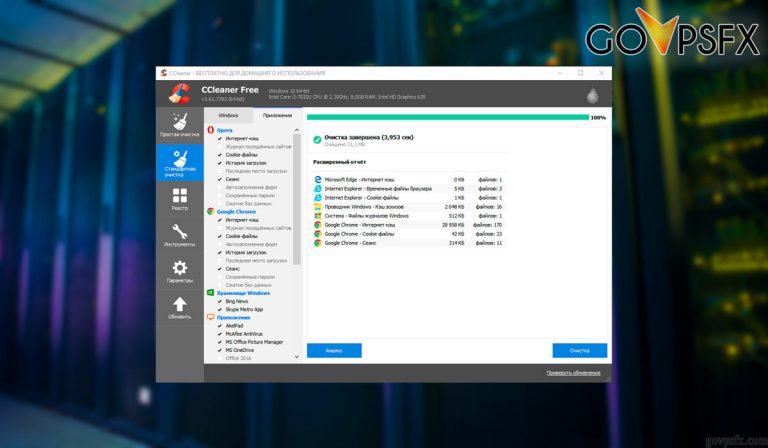 GOVPSFX
CCleaner - БЕСПЛАТНО ДЛЯ ДОМАШНЕГО ИСПОЛЬЗОВАНИЯ
CCleaner Free
v5.61.7392 (64-bit)
Windows 10 64-bit
Intel Core i3-7020U CPU @ 2.30GHz, 8,0GB RAM, Intel HD Graphics 620
Простая очистка
Стандартная очистка
Реестр
Инструменты
Параметры
Обновить
Windows
Приложения
Opera
Интернет-кэш
Журнал посещённых сайтов
Cookie-файлы
История загрузок
Последнее место загрузки
Сеанс
Автозаполнение форм
Сохранённые пароли
Сжатие баз данных
Google Chrome
Интернет-кэш
Журнал посещённых сайтов
Cookie-файлы
Автозаполнение форм
История загрузок
Последнее место загрузки
Сеанс
Сохранённые пароли
Сжатие баз данных
Хранилище Windows
Bing News
Skype Metro App
Приложения
AkelPad
McAfee AntiVirus
MS Office Picture Manager
MS OneDrive
Office 2016
100%
Очистка завершена (3,953 сек)
Очищено 31,1 МБ.
Расширенный отчёт
Microsoft Edge - Интернет-кэш 0 КБ файлов: 1
Internet Explorer - Временные файлы браузера 5 КБ файлов: 3
Internet Explorer - Cookie-файлы 1 КБ файлов: 1
Проводник Windows - Кэш эскизов 2 048 КБ файлов: 16
Система - Файлы журналов Windows 512 КБ файлов: 1
Google Chrome - Интернет-кэш 28 958 КБ файлов: 170
Google Chrome - Cookie-файлы 42 КБ файлов: 33
Google Chrome - Сеанс 314 КБ файлов: 11
Анализ
Очистка
Проверить обновления
govpsfx.com